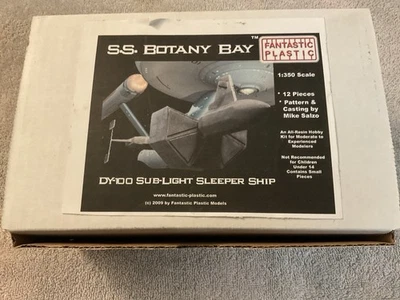 S.S. BOTANY BAY ™
FANTASTIC
PLASTIC
1:350 Scale
* 12 Pieces
* Pattern &
Casting by
Mike Salzo
An All-Resin Hobby
Kit for Moderate to
Experienced
Modelers
Not Recommended
for Children
Under 14
Contains Small
Pieces
DY-100 SUB-LIGHT SLEEPER SHIP
www.fantastic-plastic.com
(c) 2009 by Fantastic Plastic Models